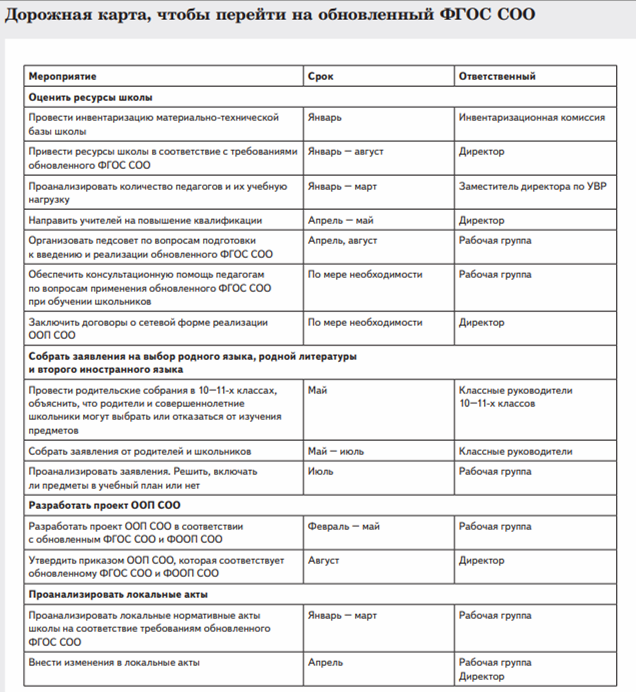 Дорожная карта, чтобы перейти на обновленный ФГОС СОО
Мероприятие Срок Ответственный
Оценить ресурсы школы
Провести инвентаризацию материально-технической Январь Инвентаризационная комиссия
базы школы
Привести ресурсы школы в соответствие с требованиями Январь — август Директор
обновленного ФГОС СОО
Проанализировать количество педагогов и их учебную Январь — март Заместитель директора по УВР
нагрузку
Направить учителей на повышение квалификации Апрель — май Директор
Организовать педсовет по вопросам подготовки Апрель, август Рабочая группа
к введению и реализации обновленного ФГОС СОО
Обеспечить консультационную помощь педагогам По мере необходимости Рабочая группа
по вопросам применения обновленного ФГОС СОО
при обучении школьников
Заключить договоры о сетевой форме реализации По мере необходимости Директор
ООП СОО
Собрать заявления на выбор родного языка, родной литературы
и второго иностранного языка
Провести родительские собрания в 10—11-х классах, Май Классные руководители
объяснить, что родители и совершеннолетние 10—11-х классов
школьники могут выбрать или отказаться от изучения
предметов
Собрать заявления от родителей и школьников Май — июль Классные руководители
Проанализировать заявления. Решить, включать Июль Рабочая группа
ли предметы в учебный план или нет
Разработать проект ООП СОО
Разработать проект ООП СОО в соответствии Февраль — май Рабочая группа
с обновленным ФГОС СОО и ФООП СОО
Утвердить приказом ООП СОО, которая соответствует Август Директор
обновленному ФГОС СОО и ФООП СОО
Проанализировать локальные акты
Проанализировать локальные нормативные акты Январь — март Рабочая группа
школы на соответствие требованиям обновленного
ФГОС СОО
Внести изменения в локальные акты Апрель Рабочая группа
Директор